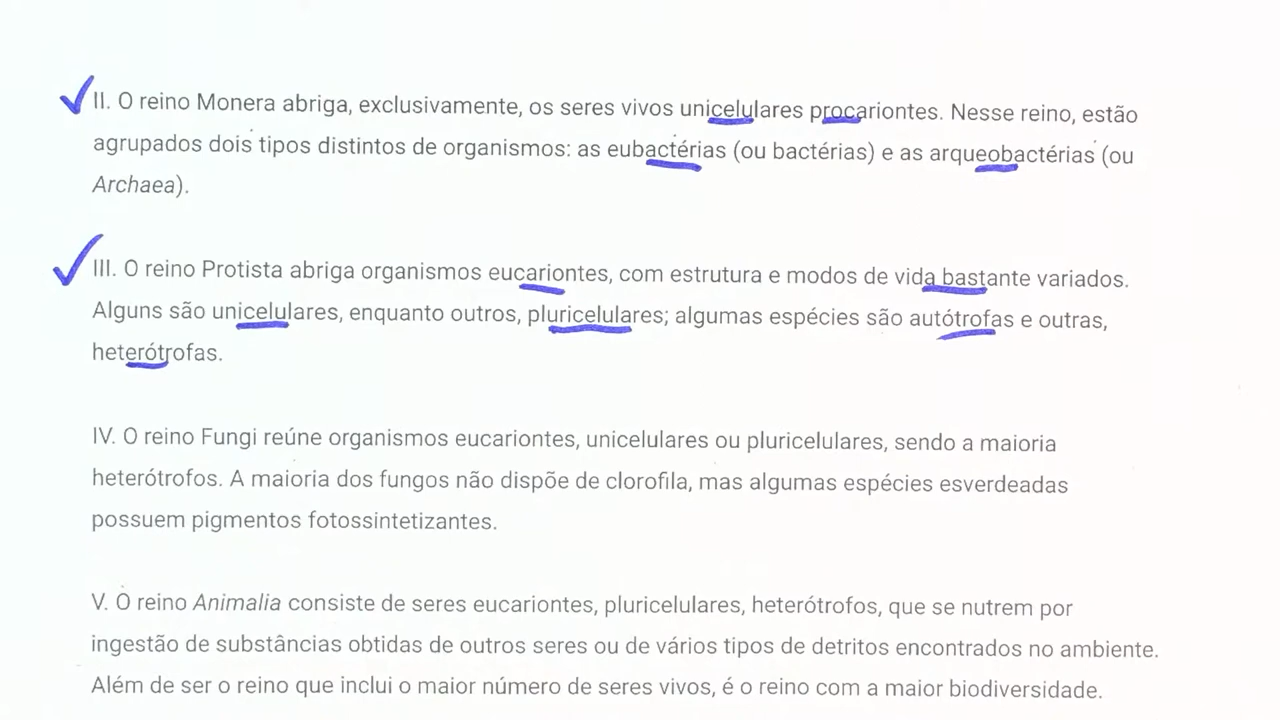 II. O reino Monera abriga, exclusivamente, os seres vivos unicelulares procariontes. Nesse reino, estão
agrupados dois tipos distintos de organismos: as eubactérias (ou bactérias) e as arqueobactérias (ou
Archaea).
III. O reino Protista abriga organismos eucariontes, com estrutura e modos de vida bastante variados.
Alguns são unicelulares, enquanto outros, pluricelulares; algumas espécies são autótrofas e outras,
heterótrofas.
IV. O reino Fungi reúne organismos eucariontes, unicelulares ou pluricelulares, sendo a maioria
heterótrofos. A maioria dos fungos não dispõe de clorofila, mas algumas espécies esverdeadas
possuem pigmentos fotossintetizantes.
V. O reino Animalia consiste de seres eucariontes, pluricelulares, heterótrofos, que se nutrem por
ingestão de substâncias obtidas de outros seres ou de vários tipos de detritos encontrados no ambiente.
Além de ser o reino que inclui o maior número de seres vivos, é o reino com a maior biodiversidade.